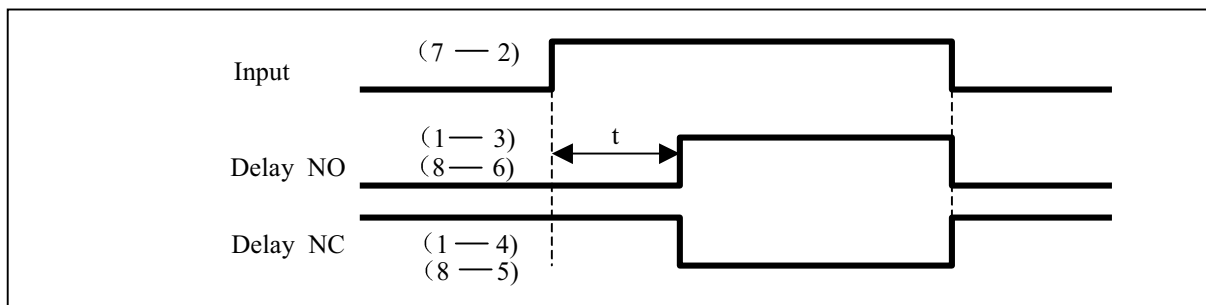 Input (7 — 2)
t
Delay NO (1 — 3)
(8 — 6)
Delay NC (1 — 4)
(8 — 5)